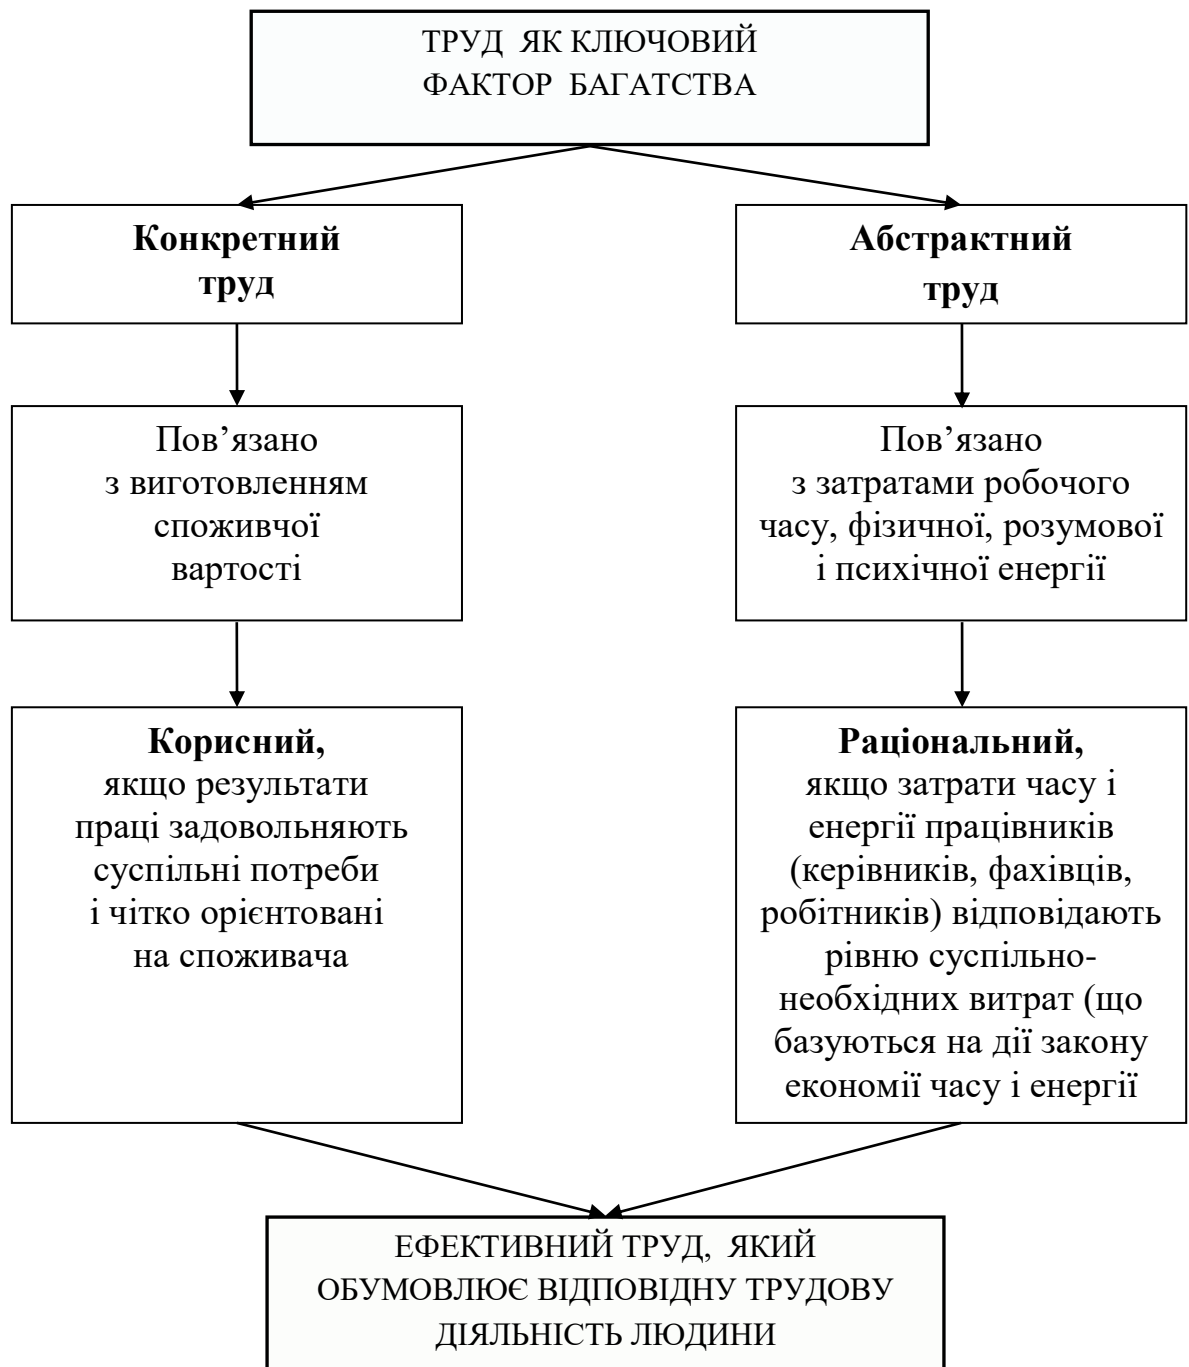 ТРУД ЯК КЛЮЧОВИЙ
ФАКТОР БАГАТСТВА
Конкретний
труд
Пов’язано
з виготовленням
споживчої
вартості
Корисний,
якщо результати
праці задовольняють
суспільні потреби
і чітко орієнтовані
на споживача
Абстрактний
труд
Пов’язано
з затратами робочого
часу, фізичної, розумової
і психічної енергії
Раціональний,
якщо затрати часу і
енергії працівників
(керівників, фахівців,
робітників) відповідають
рівню суспільно-
необхідних витрат (що
базуються на дії закону
економії часу і енергії
ЕФЕКТИВНИЙ ТРУД, ЯКИЙ
ОБУМОВЛЮЄ ВІДПОВІДНУ ТРУДОВУ
ДІЯЛЬНІСТЬ ЛЮДИНИ